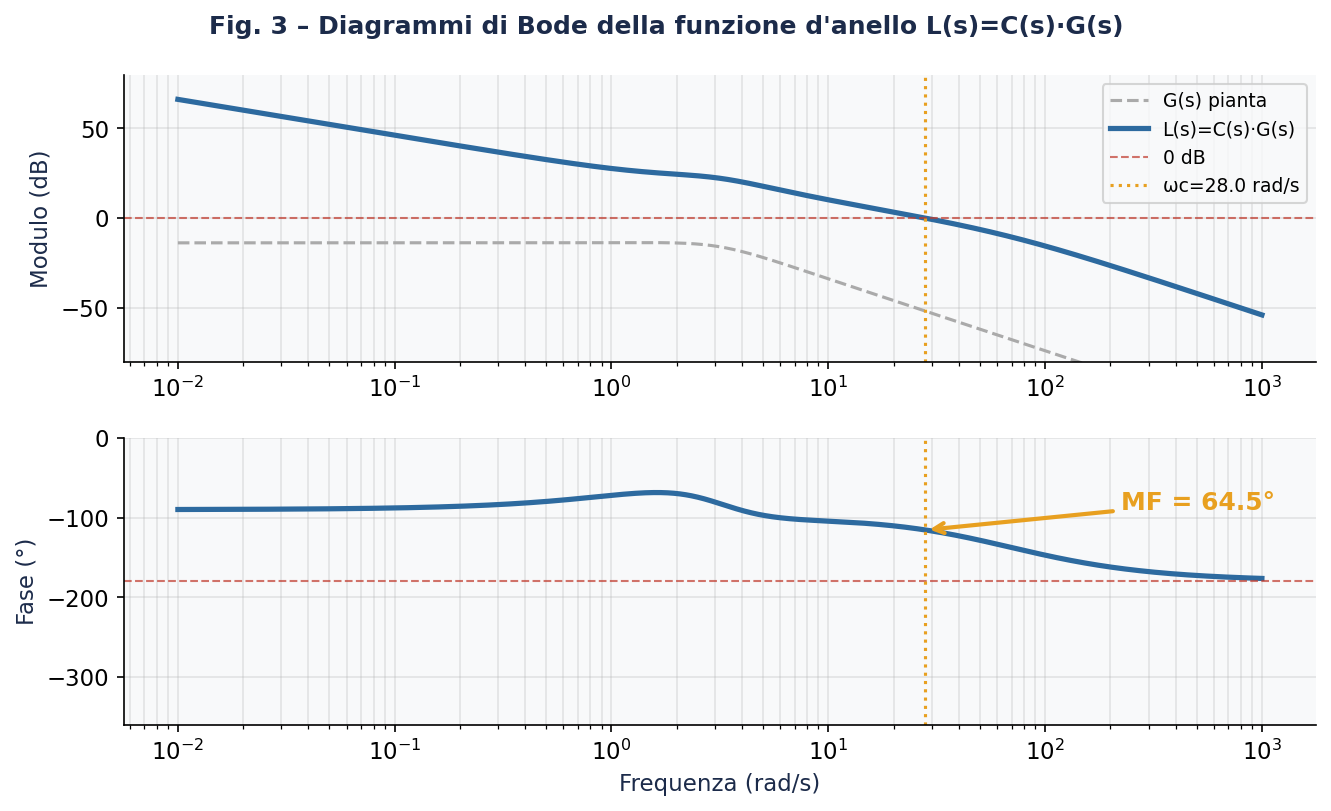 Fig. 3 – Diagrammi di Bode della funzione d'anello L(s)=C(s)·G(s)
Modulo (dB)
50
0
−50
G(s) pianta
L(s)=C(s)·G(s)
0 dB
ωc=28.0 rad/s
10⁻² 10⁻¹ 10⁰ 10¹ 10² 10³
Fase (°)
0
−100
−200
−300
MF = 64.5°
10⁻² 10⁻¹ 10⁰ 10¹ 10² 10³
Frequenza (rad/s)